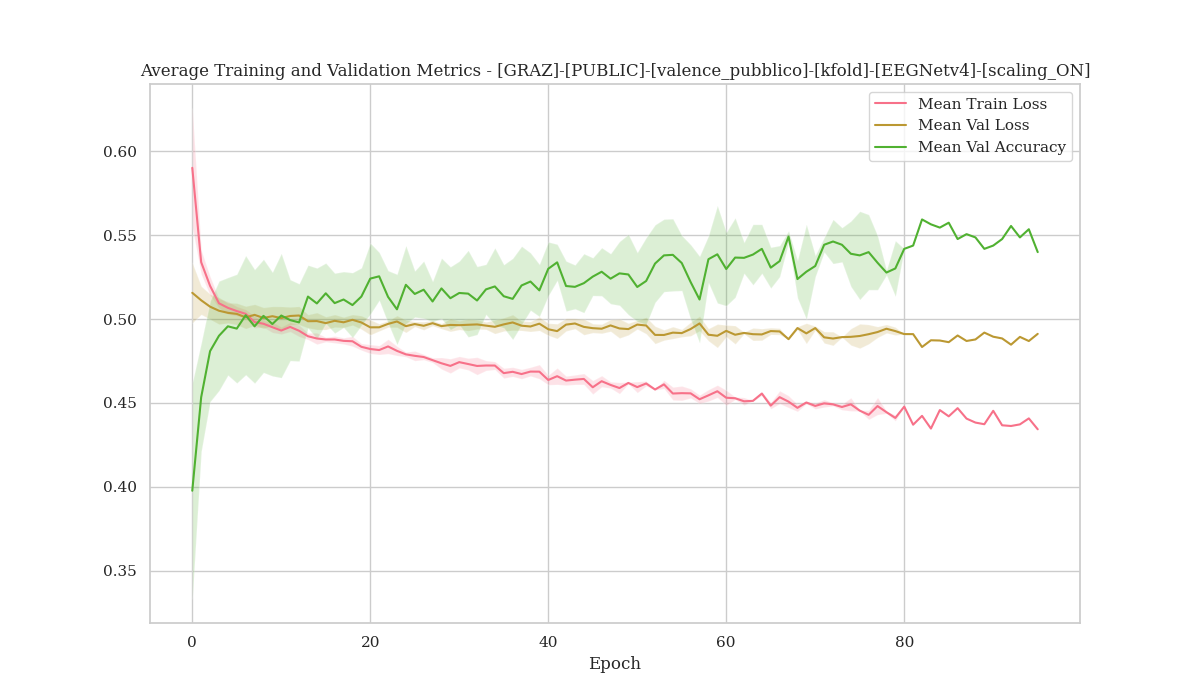 Average Training and Validation Metrics - [GRAZ]-[PUBLIC]-[valence_pubblico]-[kfold]-[EEGNetv4]-[scaling_ON]
Mean Train Loss
Mean Val Loss
Mean Val Accuracy
0.60
0.55
0.50
0.45
0.40
0.35
0 20 40 60 80
Epoch